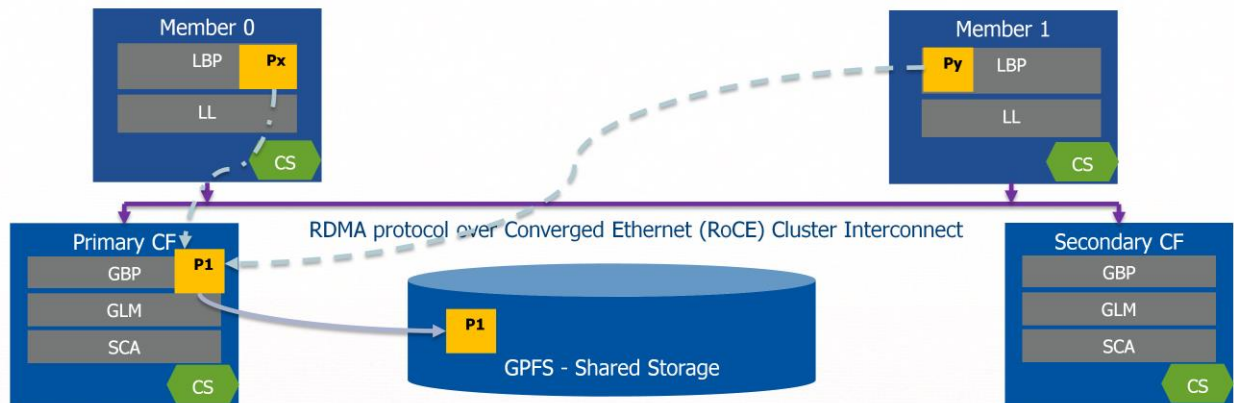 Member 0
LBP
Px
LL
CS
Member 1
Py
LBP
LL
CS
RDMA protocol over Converged Ethernet (RoCE) Cluster Interconnect
Primary CF
GBP
P1
GLM
SCA
CS
P1
GPFS - Shared Storage
Secondary CF
GBP
GLM
SCA
CS